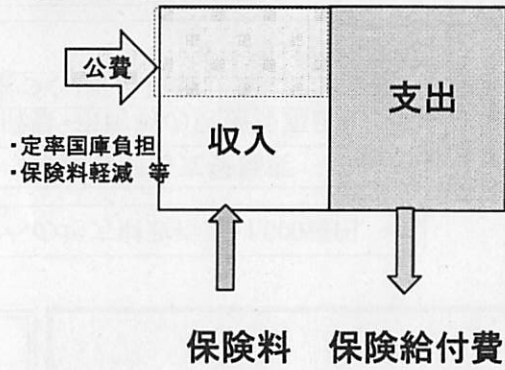 公費
支出
収入
・定率国庫負担
・保険料軽減 等
保険料
保険給付費